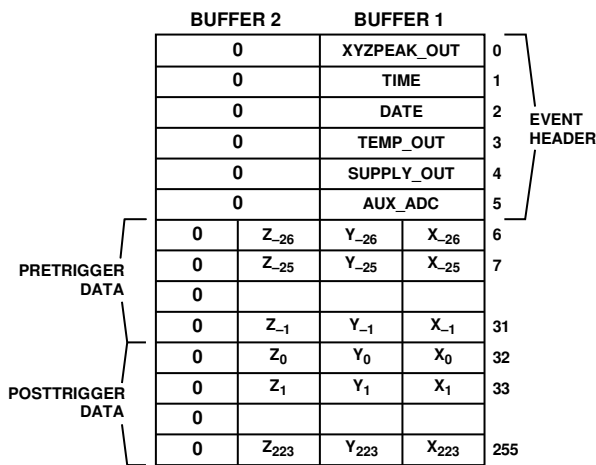 BUFFER 2 BUFFER 1
0 XYZPEAK_OUT 0
0 TIME 1
0 DATE 2
0 TEMP_OUT 3
0 SUPPLY_OUT 4
0 AUX_ADC 5
EVENT
HEADER
0 Z–26 Y–26 X–26 6
0 Z–25 Y–25 X–25 7
0
0 Z–1 Y–1 X–1 31
PRETRIGGER
DATA
0 Z0 Y0 X0 32
0 Z1 Y1 X1 33
0
0 Z223 Y223 X223 255
POSTTRIGGER
DATA